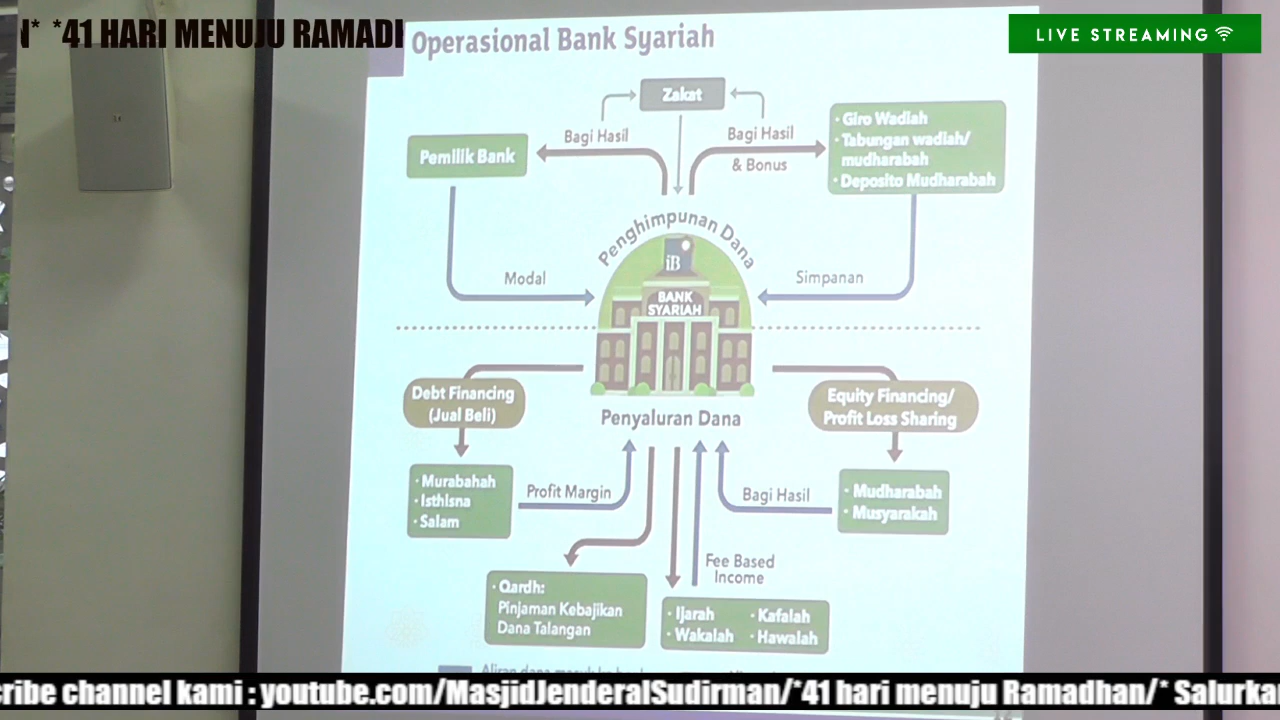 *41 HARI MENUJU RAMADI
LIVE STREAMING
Operasional Bank Syariah
Zakat
Bagi Hasil
Bagi Hasil
& Bonus
Pemilik Bank
· Giro Wadiah
· Tabungan wadiah/
mudharabah
· Deposito Mudharabah
Penghimpunan Dana
iB
Modal
Simpanan
BANK
SYARIAH
Debt Financing
(Jual Beli)
Penyaluran Dana
Equity Financing/
Profit Loss Sharing
· Murabahah
· Isthisna
· Salam
Profit Margin
Bagi Hasil
· Mudharabah
· Musyarakah
Fee Based
Income
· Qardh:
Pinjaman Kebajikan
Dana Talangan
· Ijarah · Kafalah
· Wakalah · Hawalah
cribe channel kami : youtube.com/MasjidJenderalSudirman/*41 hari menuju Ramadhan/* Salurka